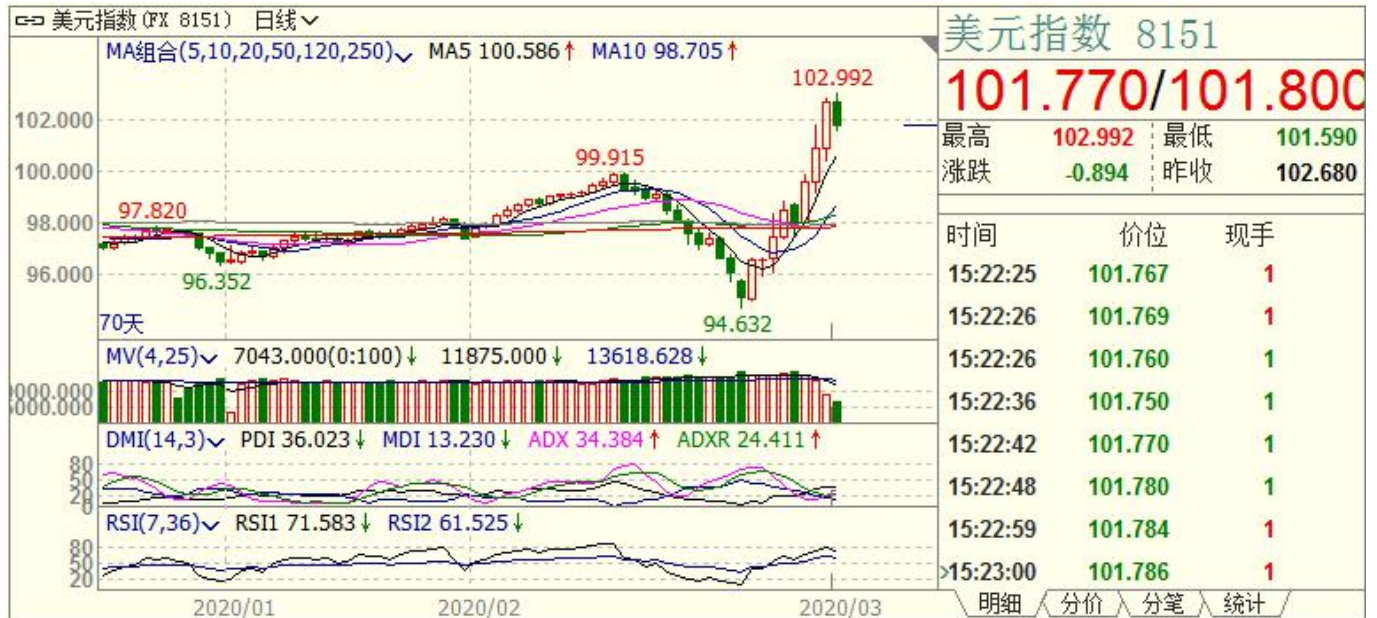 美元指数(FX 8151) 日线
MA组合(5,10,20,50,120,250) MA5 100.586↑ MA10 98.705↑
102.992
102.000
100.000
99.915
98.000
97.820
96.000
96.352
94.632
70天
MV(4,25) 7043.000(0:100)↓ 11875.000↓ 13618.628↓
0000.000
5000.000
DMI(14,3) PDI 36.023↓ MDI 13.230↓ ADX 34.384↑ ADXR 24.411↑
80
50
20
0
RSI(7,36) RSI1 71.583↓ RSI2 61.525↓
80
50
20
2020/01 2020/02 2020/03
美元指数 8151
101.770/101.800
最高 102.992 最低 101.590
涨跌 -0.894 昨收 102.680
时间 价位 现手
15:22:25 101.767 1
15:22:26 101.769 1
15:22:26 101.760 1
15:22:36 101.750 1
15:22:42 101.770 1
15:22:48 101.780 1
15:22:59 101.784 1
>15:23:00 101.786 1
明细 分价 分笔 统计